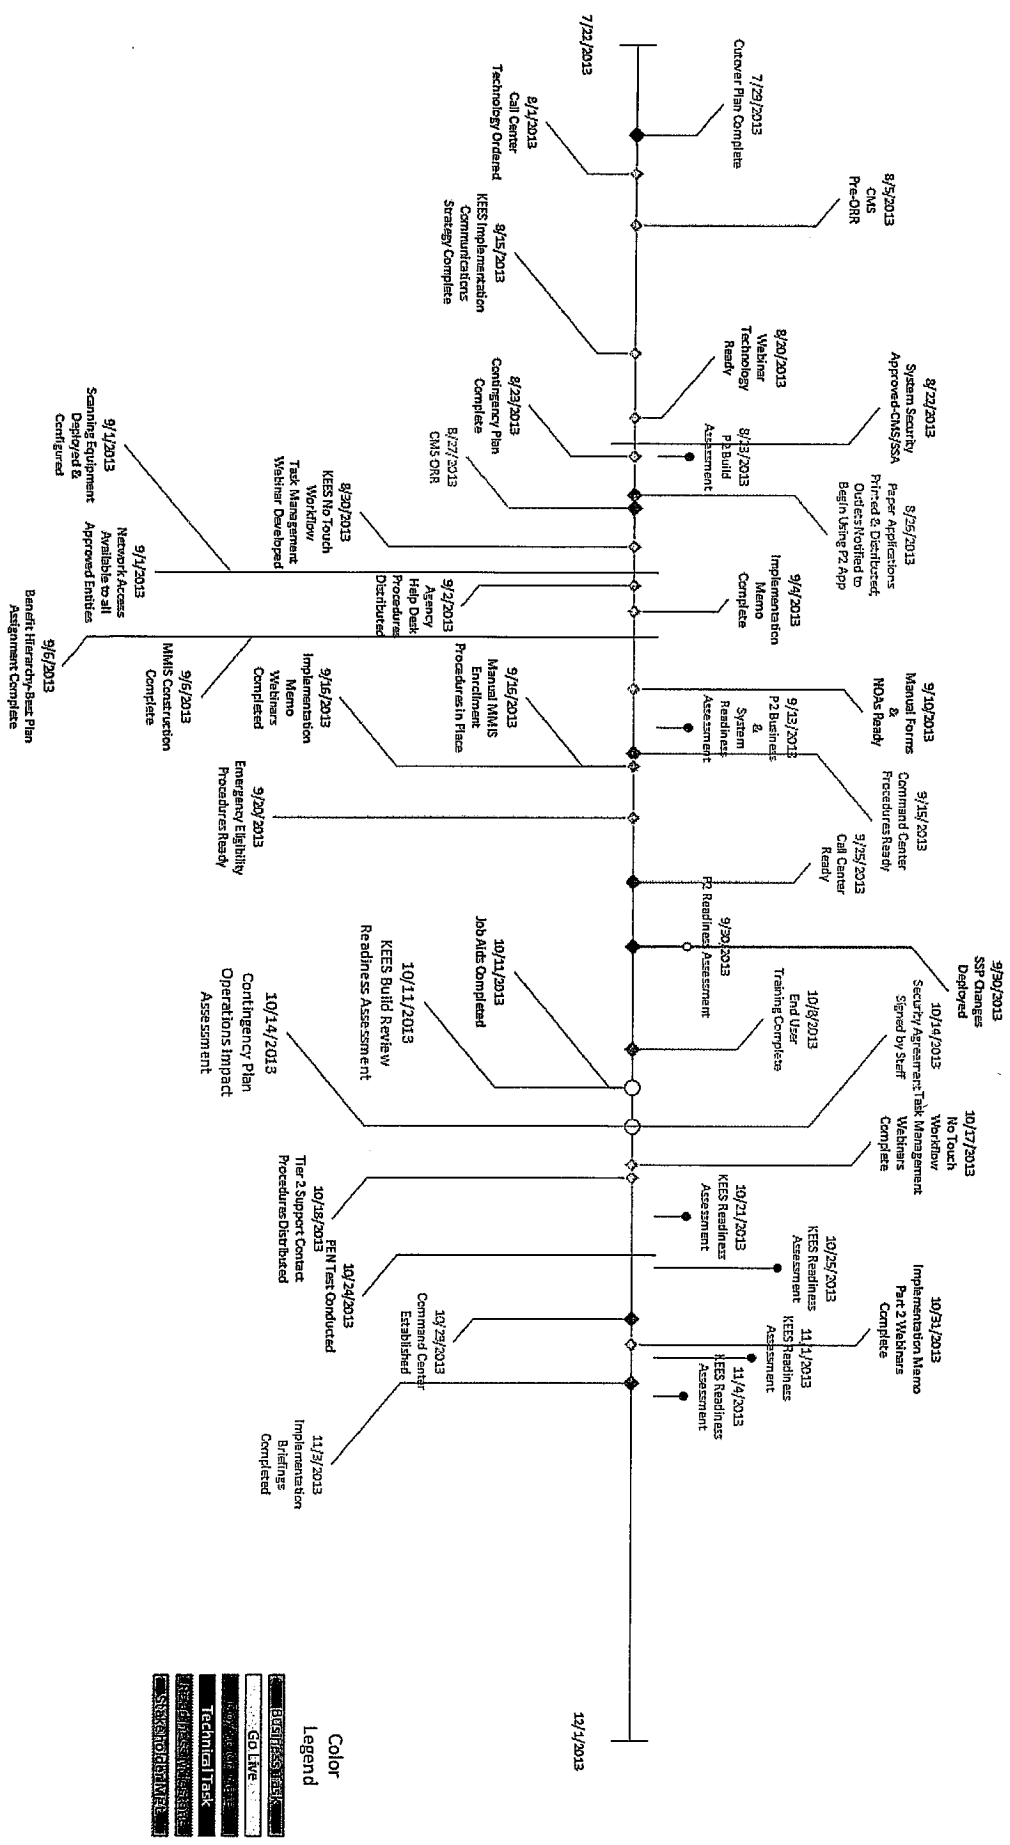 7/22/2013
7/29/2013
Cutover Plan Complete
8/1/2013
Call Center
Technology Ordered
8/5/2013
CMS
Pre-ORR
8/15/2013
KEES Implementation
Communications
Strategy Complete
8/20/2013
Webinar
Technology
Ready
8/22/2013
System Security
Approved-CMS/SSA
8/23/2013
Contingency Plan
Complete
8/23/2013
P2 Build
Assessment
8/26/2013
Paper Applications
Printed & Distributed;
Outlets Notified to
Begin Using P2 App
8/27/2013
CMS ORR
8/30/2013
KEES No Touch
Workflow
Task Management
Webinar Developed
9/1/2013
Scanning Equipment
Deployed &
Configured
9/1/2013
Network Access
Available to all
Approved Entities
9/2/2013
Agency
Help Desk
Procedures
Distributed
9/4/2013
Implementation
Memo
Complete
9/6/2013
Benefit Hierarchy-Best Plan
Assignment Complete
9/6/2013
MMIS Construction
Complete
9/10/2013
Manual Forms
&
NOAs Ready
9/13/2013
P2 Business
&
System
Readiness
Assessment
9/15/2013
Command Center
Procedures Ready
9/16/2013
Manual MMIS
Enrollment
Procedures in Place
9/16/2013
Implementation
Memo
Webinars
Completed
9/20/2013
Emergency Eligibility
Procedures Ready
9/25/2013
Call Center
Ready
9/30/2013
P2 Readiness Assessment
9/30/2013
SSP Changes
Deployed
10/8/2013
End User
Training Complete
10/11/2013
Job Aids Completed
10/11/2013
KEES Build Review
Readiness Assessment
10/14/2013
Security Agreement
Signed by Staff
10/14/2013
Contingency Plan
Operations Impact
Assessment
10/17/2013
No Touch
Workflow
Task Management
Webinars
Complete
10/18/2013
Tier 2 Support Contact
Procedures Distributed
10/21/2013
KEES Readiness
Assessment
10/24/2013
PEN Test Conducted
10/25/2013
KEES Readiness
Assessment
10/29/2013
Command Center
Established
10/31/2013
Implementation Memo
Part 2 Webinars
Complete
11/1/2013
KEES Readiness
Assessment
11/4/2013
KEES Readiness
Assessment
11/3/2013
Implementation
Briefings
Completed
12/1/2013
Color
Legend
Business Task
Go Live
Technical Task
Readiness Milestone